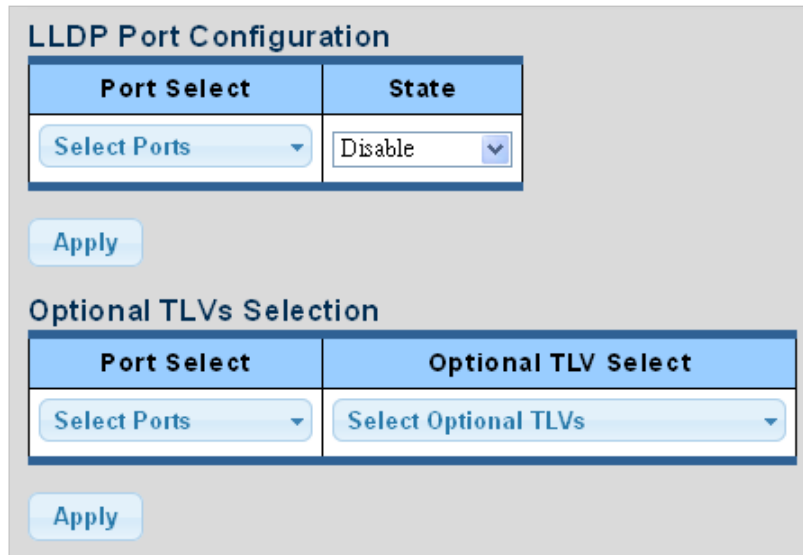 LLDP Port Configuration
Port Select State
Select Ports Disable
Apply
Optional TLVs Selection
Port Select Optional TLV Select
Select Ports Select Optional TLVs
Apply